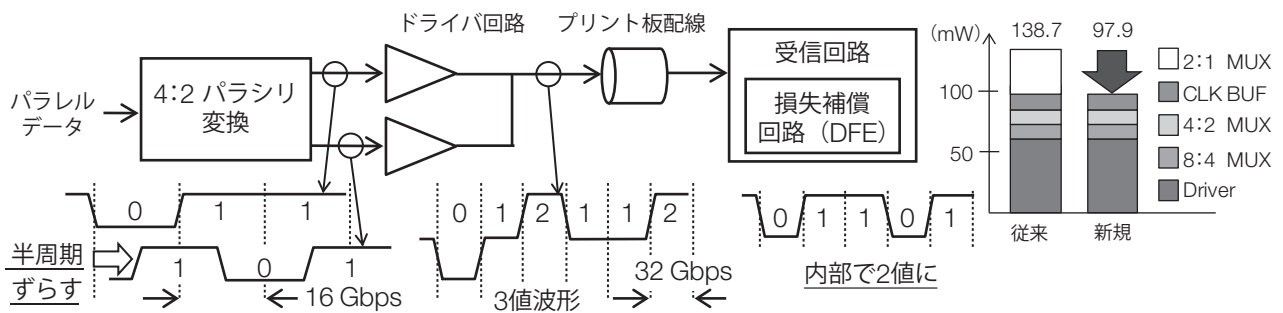 パラレル
データ
4:2 パラシリ
変換
ドライバ回路
プリント板配線
受信回路
損失補償
回路（DFE）
0 1 1
半周期
ずらす
1 0 1
16 Gbps
0 1 2 1 1 2
3値波形
32 Gbps
0 1 1 0 1
内部で2値に
(mW) 138.7 97.9
100
50
従来 新規
2:1 MUX
CLK BUF
4:2 MUX
8:4 MUX
Driver